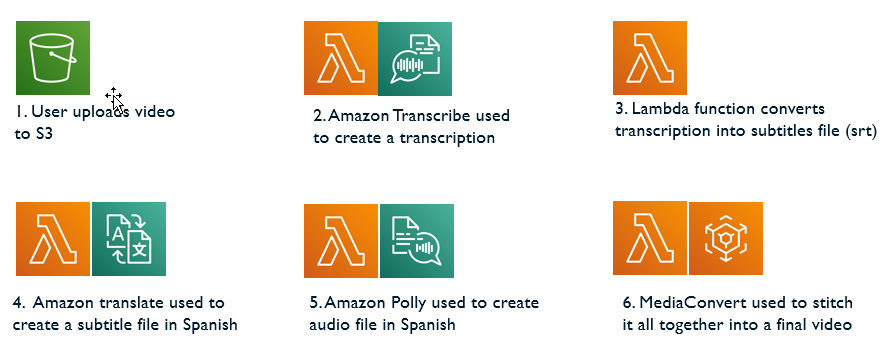 1. User uploads video
to S3
2. Amazon Transcribe used
to create a transcription
3. Lambda function converts
transcription into subtitles file (srt)
4. Amazon translate used to
create a subtitle file in Spanish
5. Amazon Polly used to create
audio file in Spanish
6. MediaConvert used to stitch
it all together into a final video
A
文